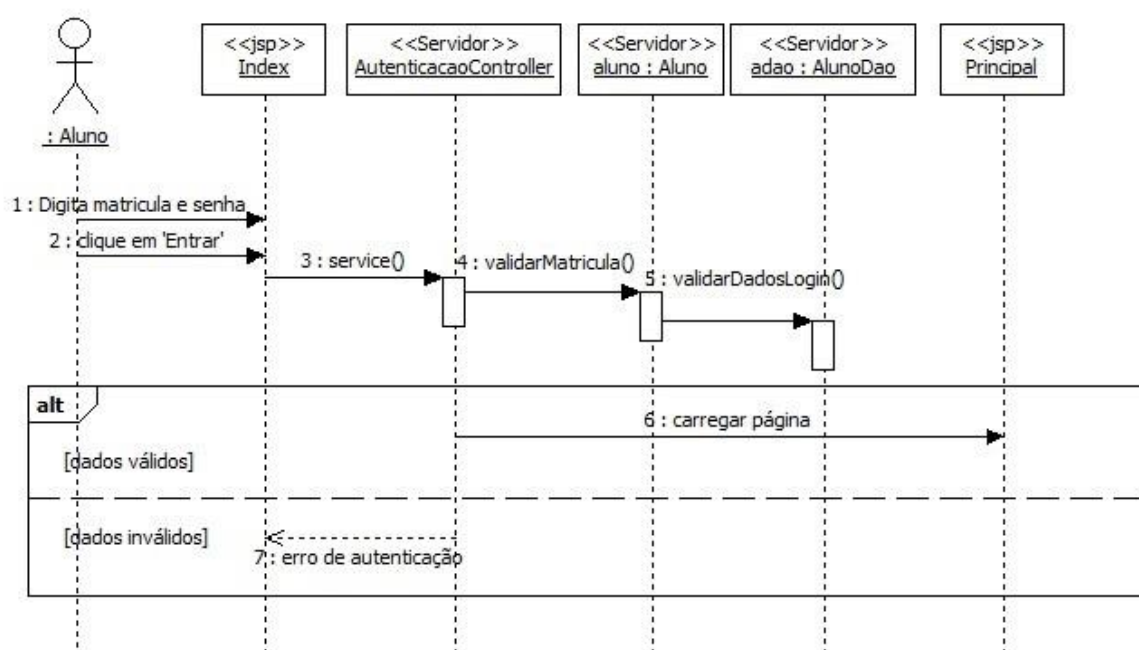 <<jsp>>
Index
<<Servidor>>
AutenticacaoController
<<Servidor>>
aluno : Aluno
<<Servidor>>
adao : AlunoDao
<<jsp>>
Principal
: Aluno
1 : Digita matricula e senha
2 : clique em 'Entrar'
3 : service()
4 : validarMatricula()
5 : validarDadosLogin()
alt
6 : carregar página
[dados válidos]
[dados inválidos]
7 : erro de autenticação